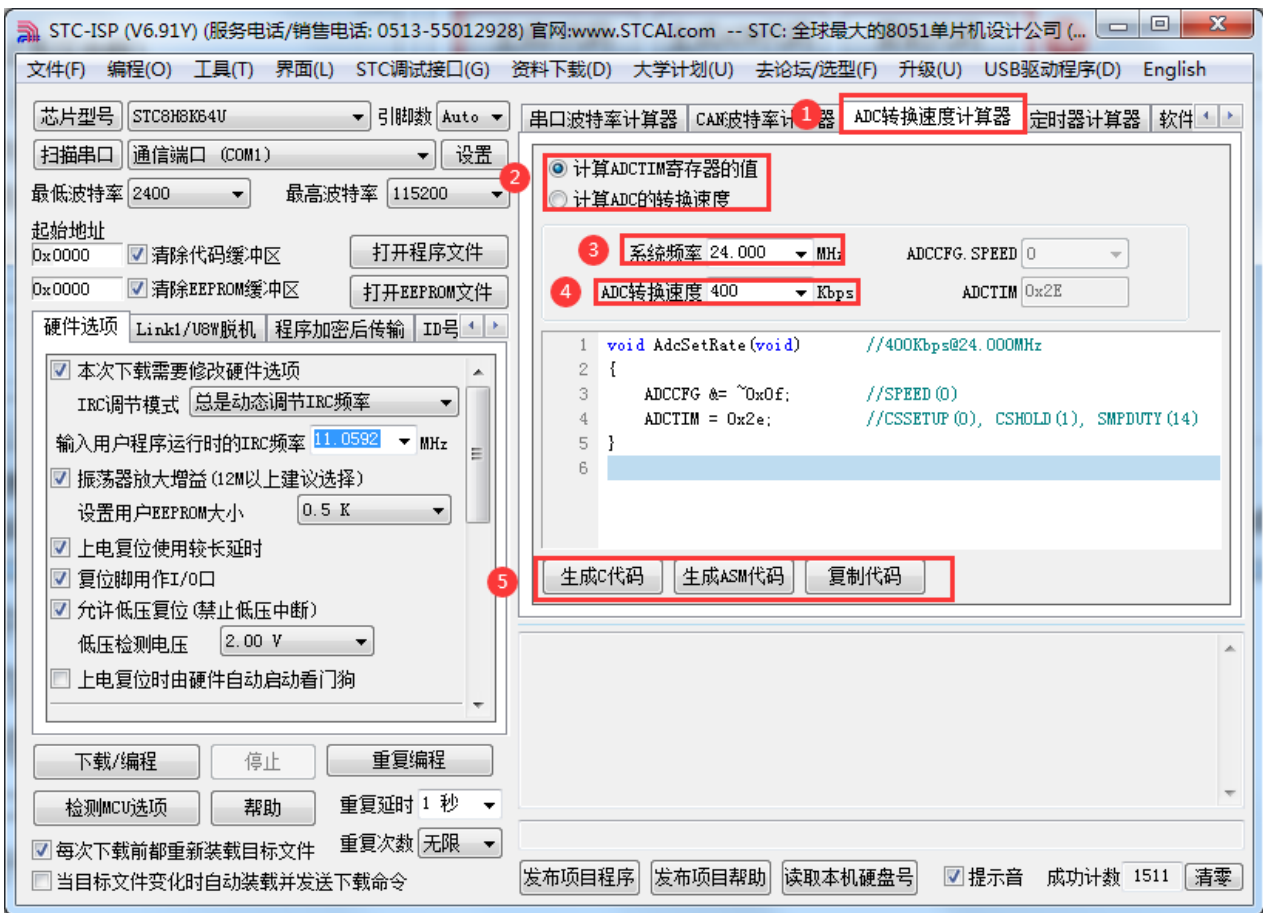 STC-ISP (V6.91Y) (服务电话/销售电话: 0513-55012928) 官网:www.STCAI.com -- STC: 全球最大的8051单片机设计公司 (...
文件(F) 编程(O) 工具(T) 界面(L) STC调试接口(G) 资料下载(D) 大学计划(U) 去论坛/选型(F) 升级(U) USB驱动程序(D) English
芯片型号 STC8H8K64U 引脚数 Auto
扫描串口 通信端口 (COM1) 设置
最低波特率 2400 最高波特率 115200
起始地址
0x0000 清除代码缓冲区 打开程序文件
0x0000 清除EEPROM缓冲区 打开EEPROM文件
硬件选项 Link1/U8W脱机 程序加密后传输 ID号
本次下载需要修改硬件选项
IRC调节模式 总是动态调节IRC频率
输入用户程序运行时的IRC频率 11.0592 MHz
振荡器放大增益(12M以上建议选择)
设置用户EEPROM大小 0.5 K
上电复位使用较长延时
复位脚用作I/O口
允许低压复位(禁止低压中断)
低压检测电压 2.00 V
上电复位时由硬件自动启动看门狗
下载/编程 停止 重复编程
检测MCU选项 帮助 重复延时 1 秒
每次下载前都重新装载目标文件 重复次数 无限
当目标文件变化时自动装载并发送下载命令
串口波特率计算器 CAN波特率计 器 1 ADC转换速度计算器 定时器计算器 软件
2 计算ADCTIM寄存器的值
计算ADC的转换速度
3 系统频率 24.000 MHz ADCCFG.SPEED 0
4 ADC转换速度 400 Kbps ADCTIM 0x2E
1 void AdcSetRate(void) //400Kbps@24.000MHz
2 {
3 ADCCFG &= ~0x0f; //SPEED(0)
4 ADCTIM = 0x2e; //CSSETUP(0), CSHOLD(1), SMPDUTY(14)
5 }
6
5 生成C代码 生成ASM代码 复制代码
发布项目程序 发布项目帮助 读取本机硬盘号 提示音 成功计数 1511 清零